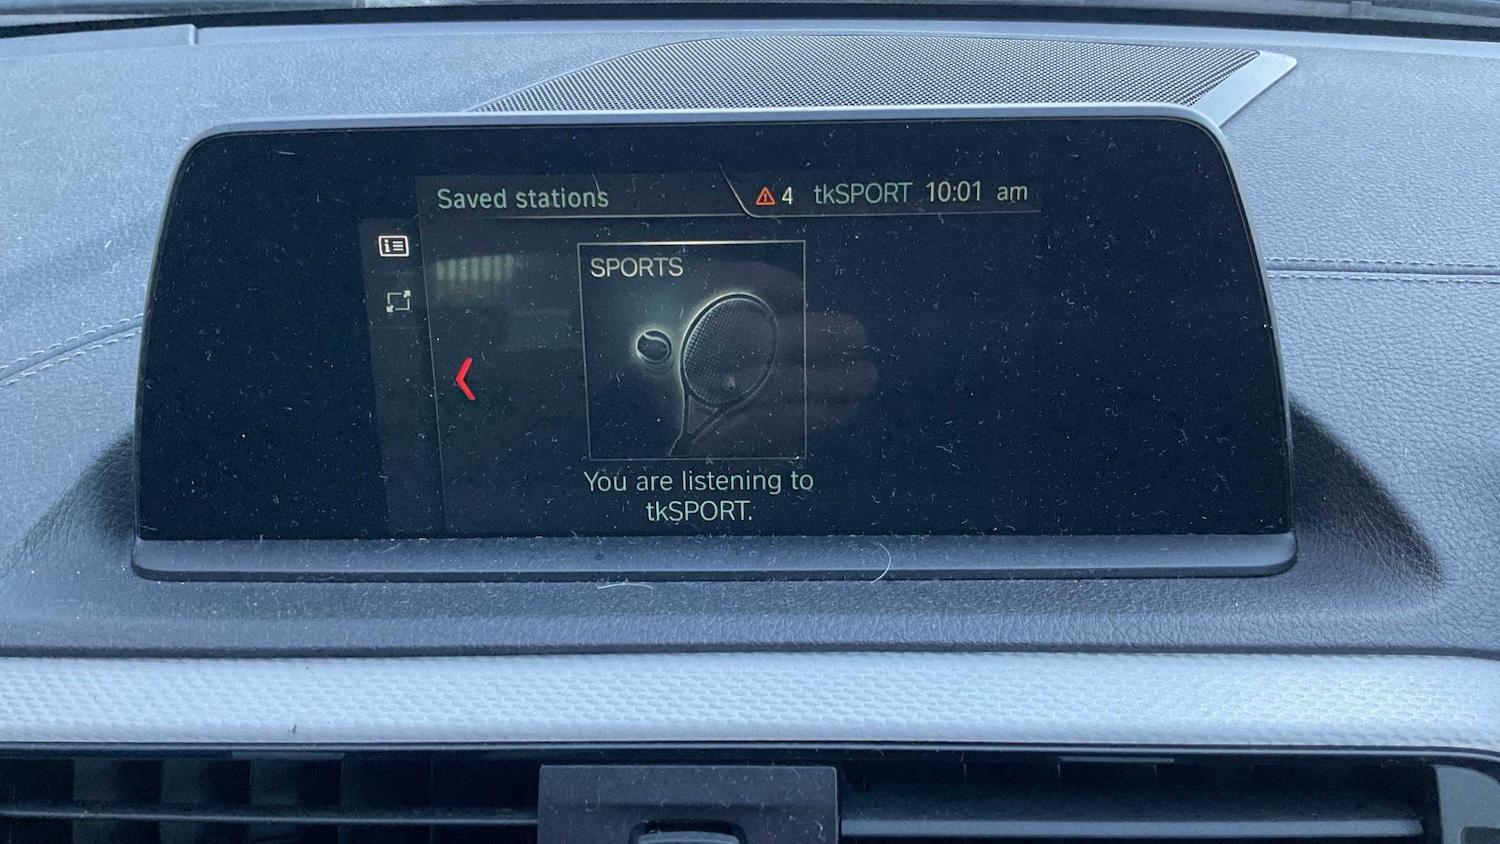 Saved stations
4 tkSPORT 10:01 am
SPORTS
You are listening to
tkSPORT.